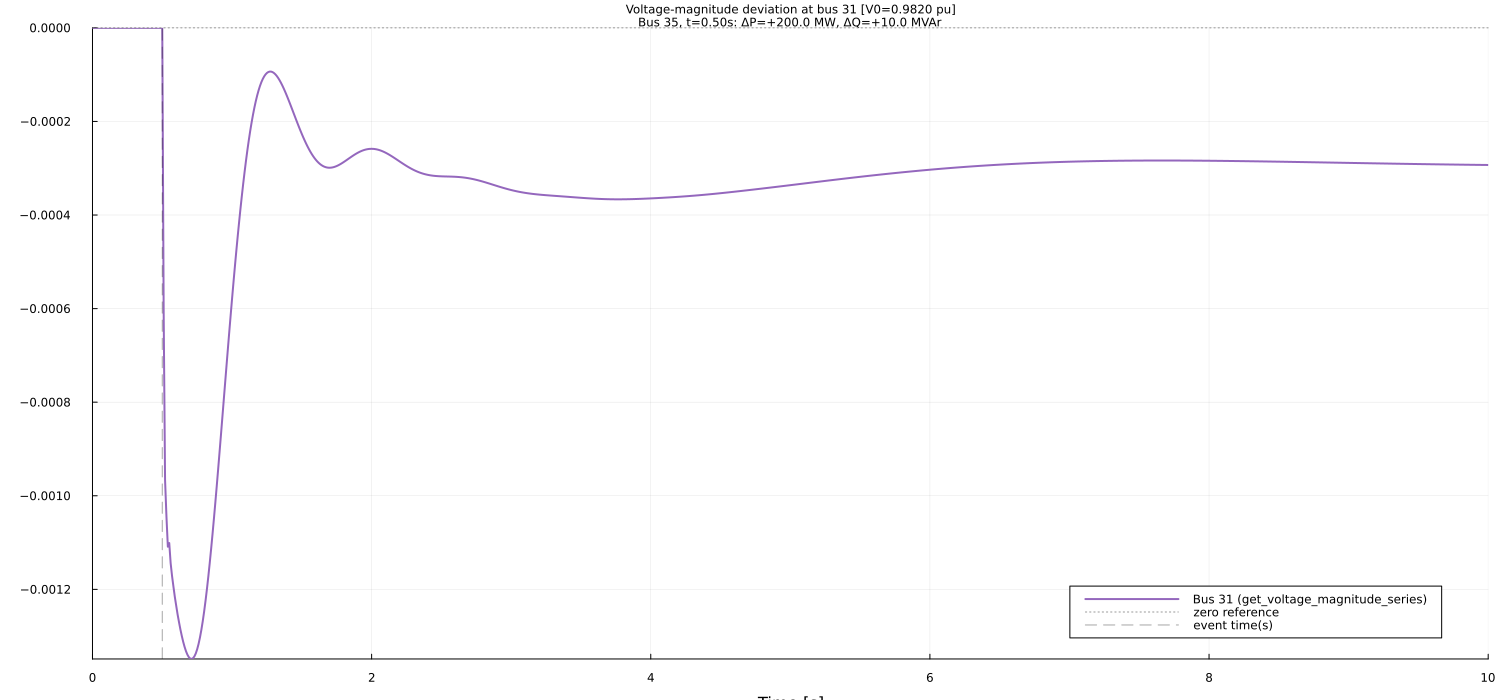 Voltage-magnitude deviation at bus 31 [V0=0.9820 pu]
Bus 35, t=0.50s: ΔP=+200.0 MW, ΔQ=+10.0 MVAr
0.0000
−0.0002
−0.0004
−0.0006
−0.0008
−0.0010
−0.0012
Bus 31 (get_voltage_magnitude_series)
zero reference
event time(s)
0 2 4 6 8 10
Time [s]